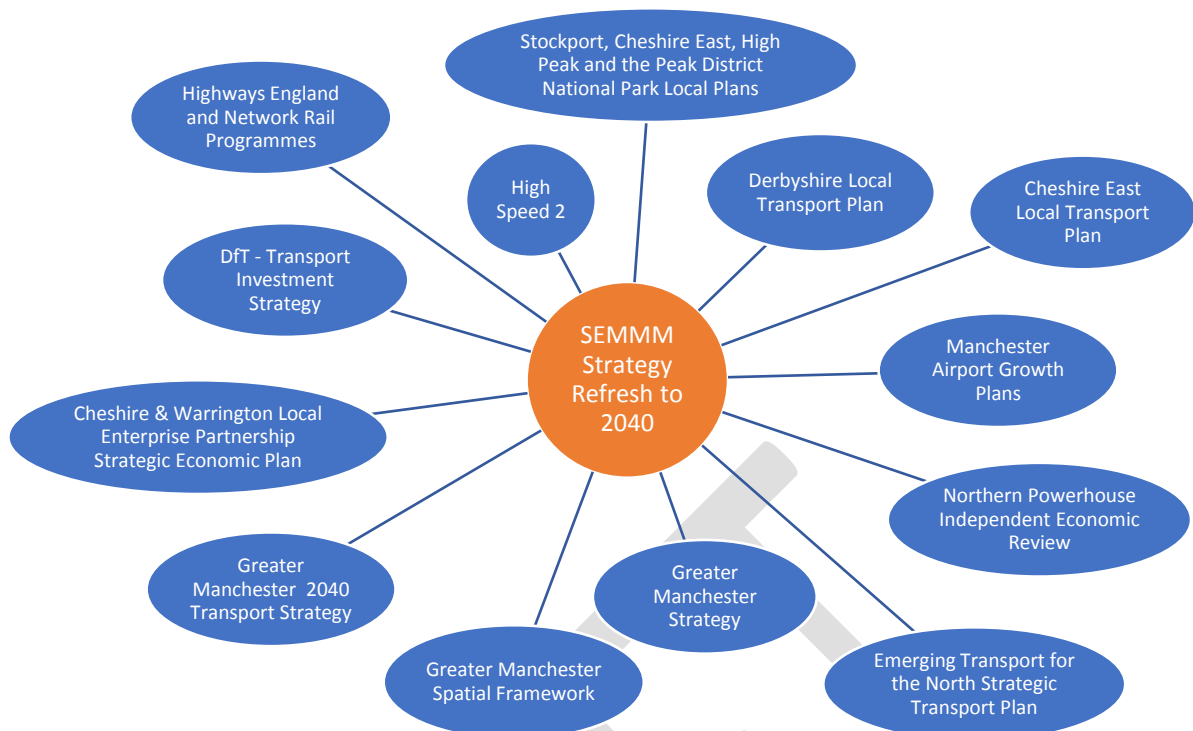 Stockport, Cheshire East, High
Peak and the Peak District
National Park Local Plans
Highways England
and Network Rail
Programmes
High
Speed 2
Derbyshire Local
Transport Plan
Cheshire East
Local Transport
Plan
DfT - Transport
Investment
Strategy
SEMMM
Strategy
Refresh to
2040
Manchester
Airport Growth
Plans
Cheshire & Warrington Local
Enterprise Partnership
Strategic Economic Plan
Northern Powerhouse
Independent Economic
Review
Greater
Manchester 2040
Transport Strategy
Greater
Manchester
Strategy
Greater Manchester
Spatial Framework
Emerging Transport for
the North Strategic
Transport Plan